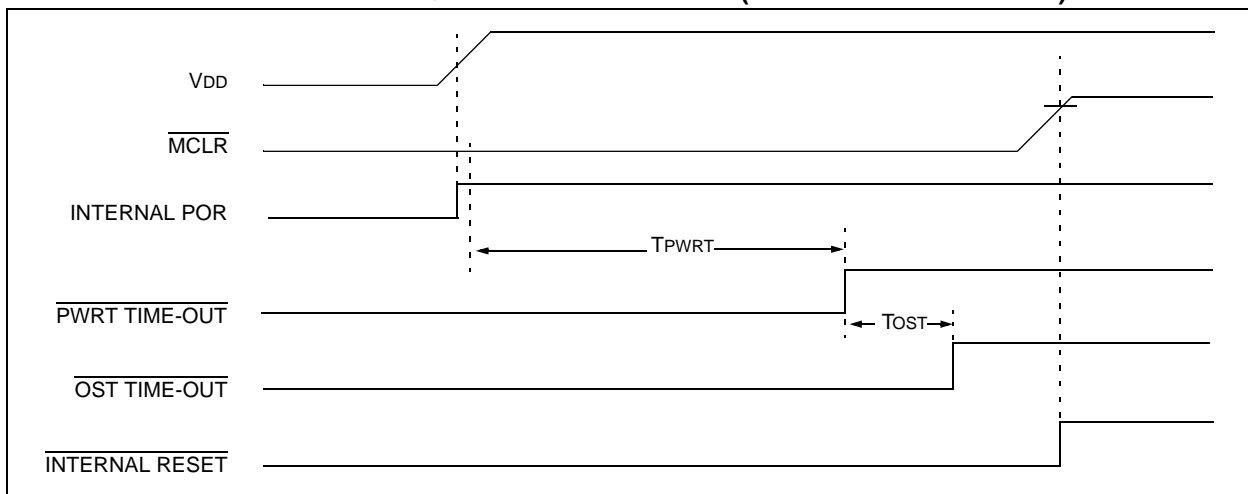 VDD
MCLR
INTERNAL POR
TPWRT
PWRT TIME-OUT
TOST
OST TIME-OUT
INTERNAL RESET